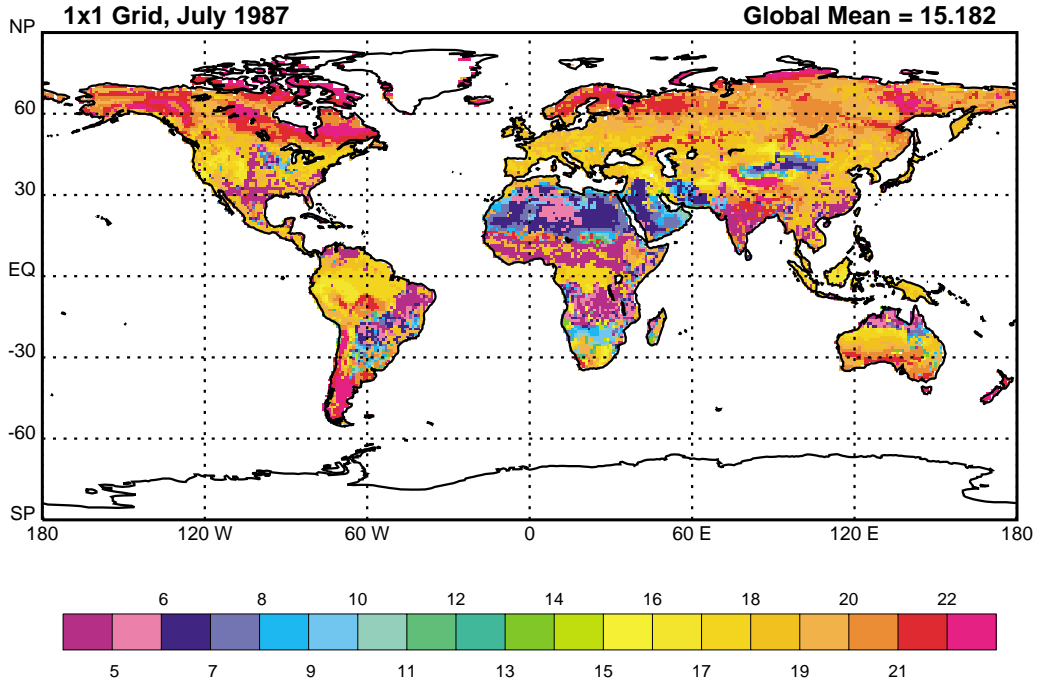 1x1 Grid, July 1987 Global Mean = 15.182
NP
60
30
EQ
-30
-60
SP
180 120 W 60 W 0 60 E 120 E 180
6 8 10 12 14 16 18 20 22
5 7 9 11 13 15 17 19 21